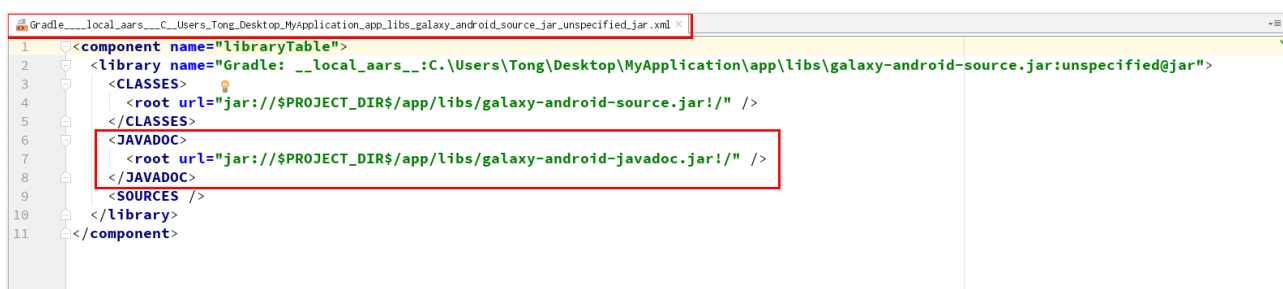 Gradle____local_aars___C__Users_Tong_Desktop_MyApplication_app_libs_galaxy_android_source_jar_unspecified_jar.xml ×
1 <component name="libraryTable">
2 <library name="Gradle: __local_aars__:C.\Users\Tong\Desktop\MyApplication\app\libs\galaxy-android-source.jar:unspecified@jar">
3 <CLASSES>
4 <root url="jar://$PROJECT_DIR$/app/libs/galaxy-android-source.jar!/" />
5 </CLASSES>
6 <JAVADOC>
7 <root url="jar://$PROJECT_DIR$/app/libs/galaxy-android-javadoc.jar!/" />
8 </JAVADOC>
9 <SOURCES />
10 </library>
11 </component>